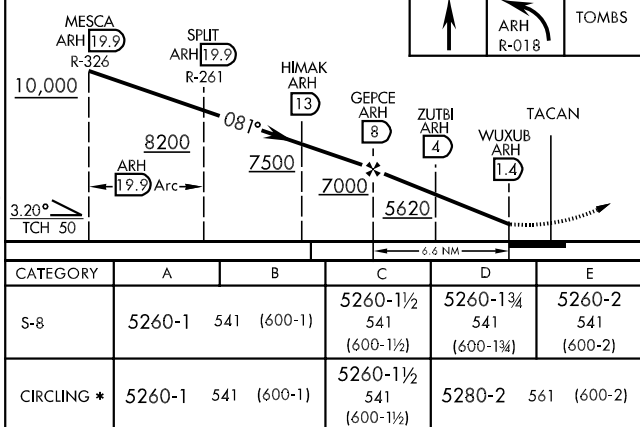 MESCA
ARH 19.9
R-326
SPLIT
ARH 19.9
R-261
ARH
R-018
TOMBS
10,000
HIMAK
ARH
13
GEPCE
ARH
8
ZUTBI
ARH
4
WUXUB
ARH
1.4
TACAN
081°
8200
7500
7000
5620
ARH
19.9 Arc
3.20°
TCH 50
6.6 NM
CATEGORY A B C D E
S-8
5260-1 541 (600-1)
5260-1½
541
(600-1½)
5260-1¾
541
(600-1¾)
5260-2
541
(600-2)
CIRCLING *
5260-1 541 (600-1)
5260-1½
541
(600-1½)
5280-2 561 (600-2)